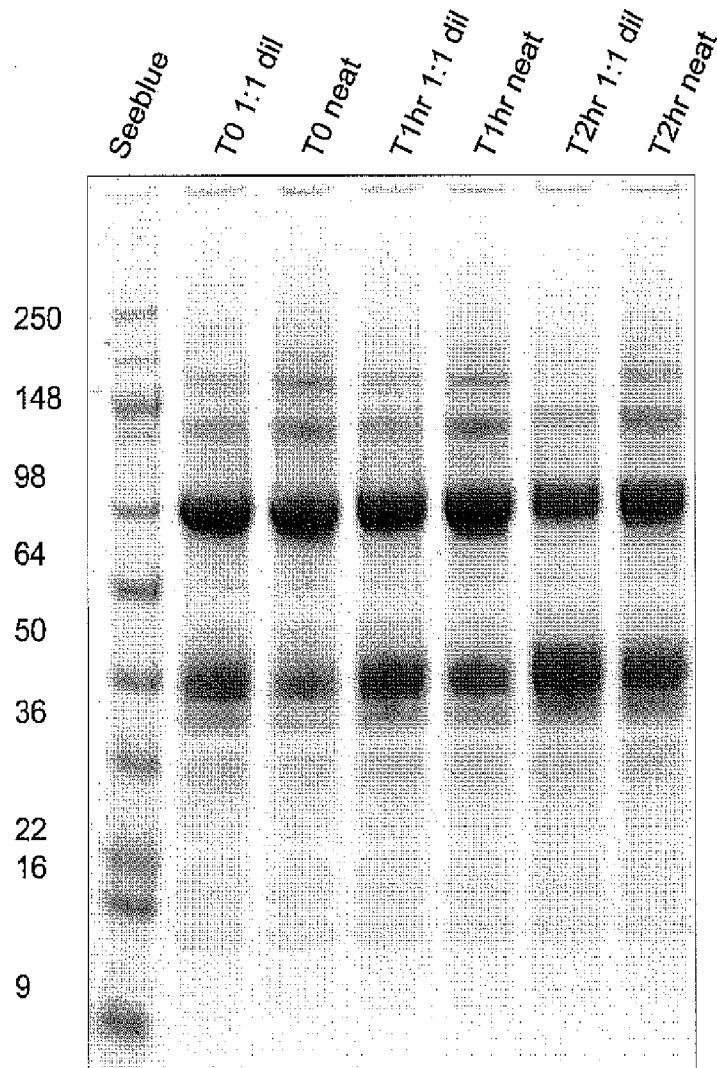 Seeblue
T0 1:1 dil
T0 neat
T1hr 1:1 dil
T1hr neat
T2hr 1:1 dil
T2hr neat
250
148
98
64
50
36
22
16
9